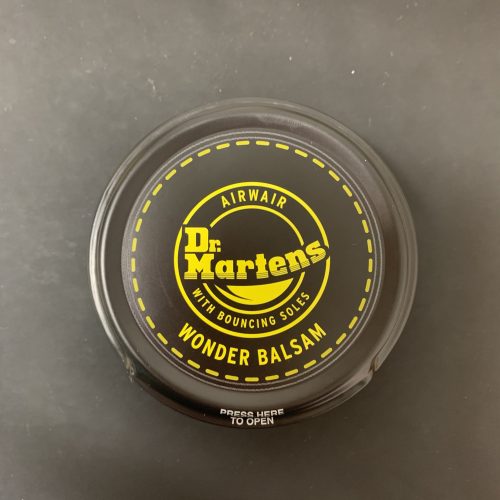 AIRWAIR
Dr.
Martens
WITH BOUNCING SOLES
WONDER BALSAM
PRESS HERE
TO OPEN